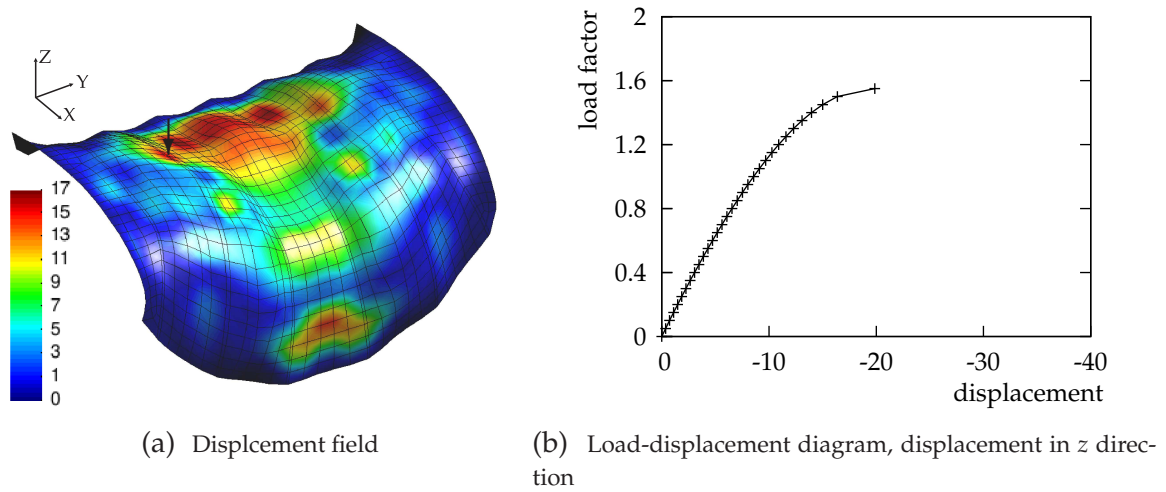 Z
Y
X
17
15
13
11
9
7
5
3
1
0
(a) Displcement field
load factor
2
1.6
1.2
0.8
0.4
0
0 -10 -20 -30 -40
displacement
(b) Load-displacement diagram, displacement in z direc-
tion